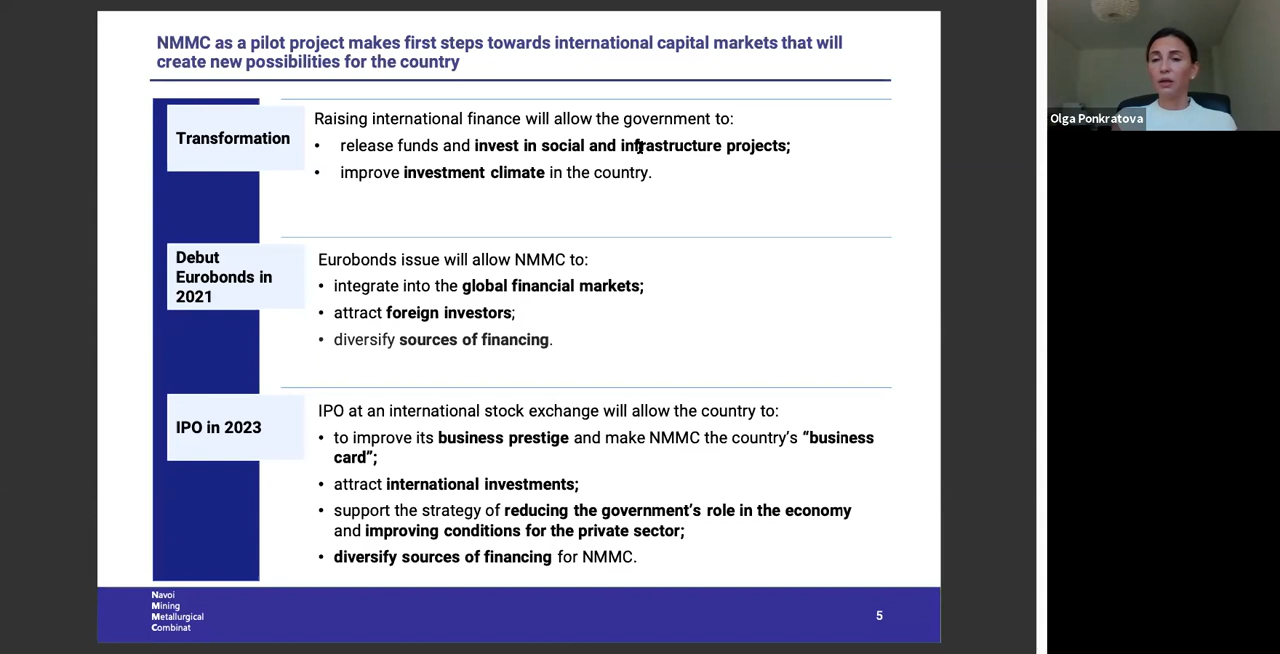 NMMC as a pilot project makes first steps towards international capital markets that will
create new possibilities for the country
Transformation
Raising international finance will allow the government to:
• release funds and invest in social and infrastructure projects;
• improve investment climate in the country.
Debut
Eurobonds in
2021
Eurobonds issue will allow NMMC to:
• integrate into the global financial markets;
• attract foreign investors;
• diversify sources of financing.
IPO in 2023
IPO at an international stock exchange will allow the country to:
• to improve its business prestige and make NMMC the country’s “business
card”;
• attract international investments;
• support the strategy of reducing the government’s role in the economy
and improving conditions for the private sector;
• diversify sources of financing for NMMC.
Navoi
Mining
Metallurgical
Combinat
5
Olga Ponkratova